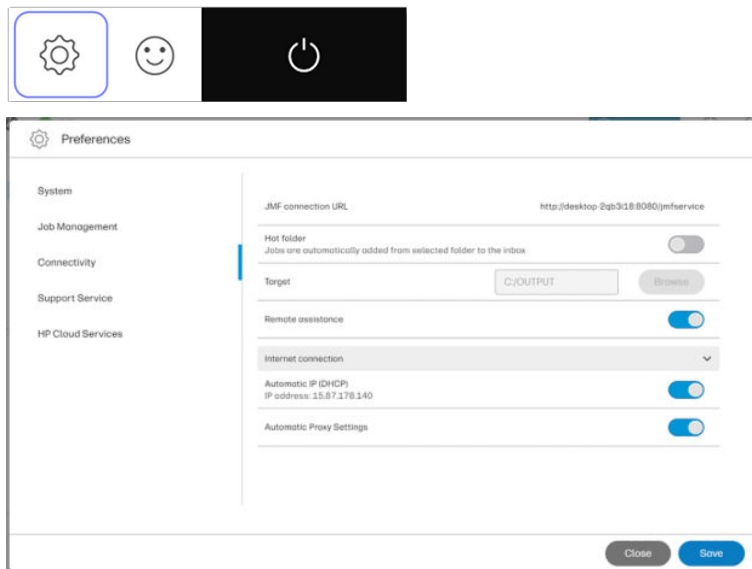 Preferences
System
Job Management
Connectivity
Support Service
HP Cloud Services
JMF connection URL http://desktop-2qb3i18:8080/jmfservice
Hot folder
Jobs are automatically added from selected folder to the inbox
Target C:/OUTPUT Browse
Remote assistance
Internet connection
Automatic IP (DHCP)
IP address: 15.87.178.140
Automatic Proxy Settings
Close Save